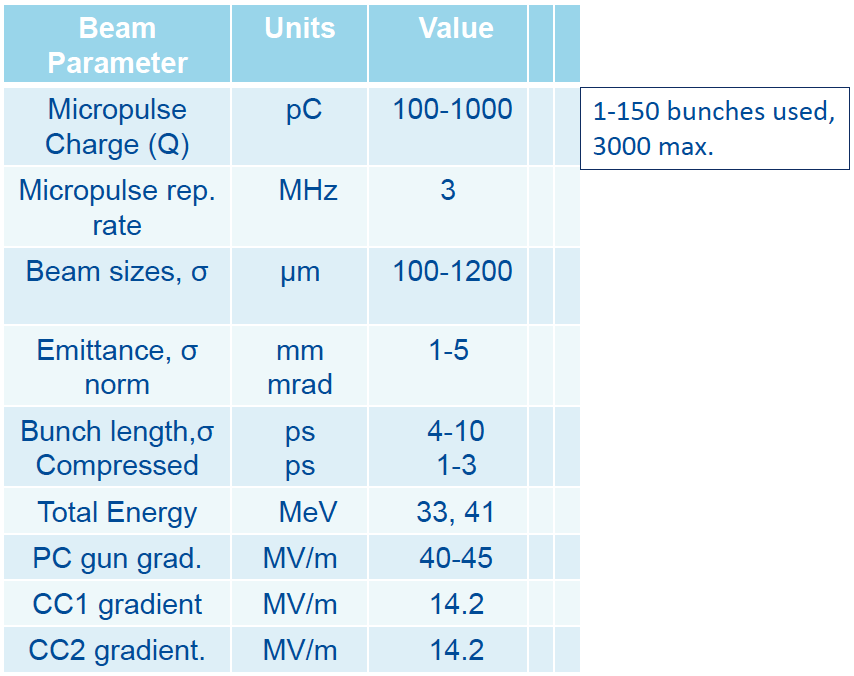 Beam Parameter Units Value
Micropulse Charge (Q) pC 100-1000
1-150 bunches used,
3000 max.
Micropulse rep. rate MHz 3
Beam sizes, σ µm 100-1200
Emittance, σ norm mm mrad 1-5
Bunch length,σ ps 4-10
Compressed ps 1-3
Total Energy MeV 33, 41
PC gun grad. MV/m 40-45
CC1 gradient MV/m 14.2
CC2 gradient. MV/m 14.2